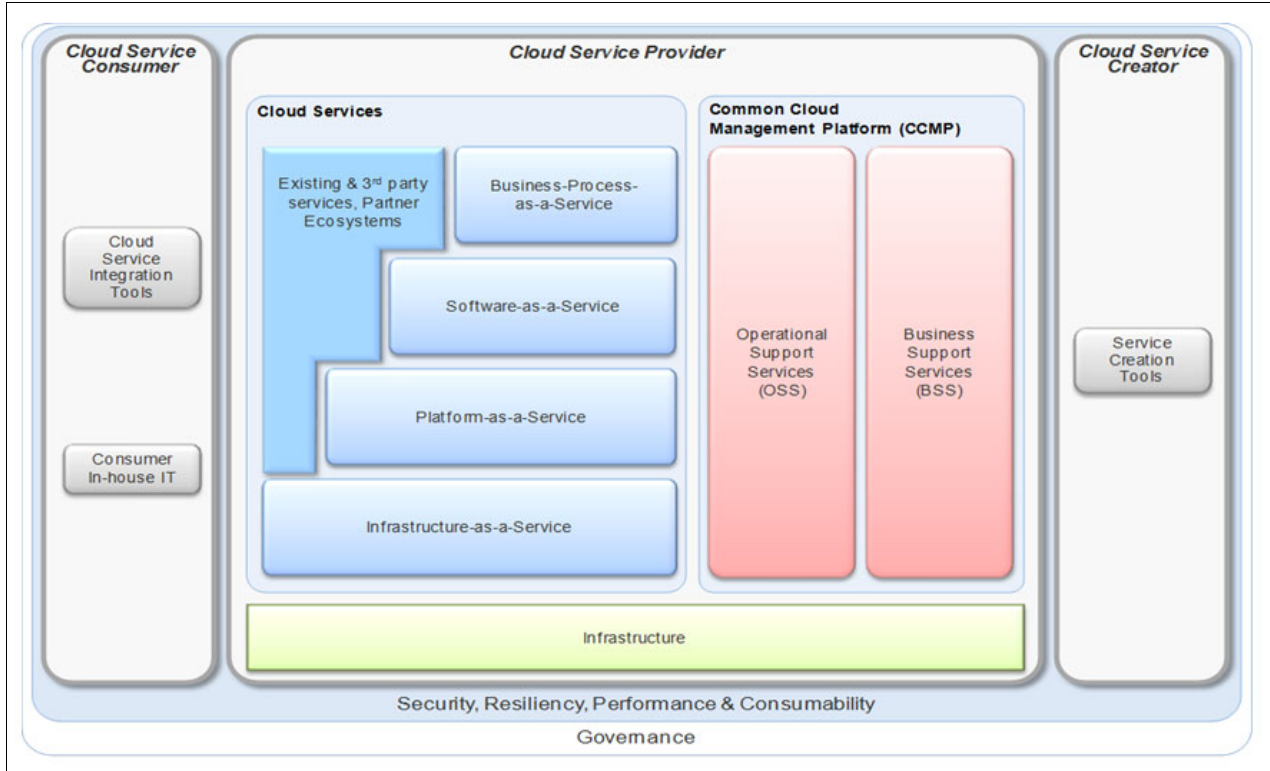 Cloud Service
Consumer
Cloud Service
Integration
Tools
Consumer
In-house IT
Cloud Service Provider
Cloud Services
Existing & 3rd party
services, Partner
Ecosystems
Business-Process-
as-a-Service
Software-as-a-Service
Platform-as-a-Service
Infrastructure-as-a-Service
Common Cloud
Management Platform (CCMP)
Operational
Support
Services
(OSS)
Business
Support
Services
(BSS)
Infrastructure
Cloud Service
Creator
Service
Creation
Tools
Security, Resiliency, Performance & Consumability
Governance